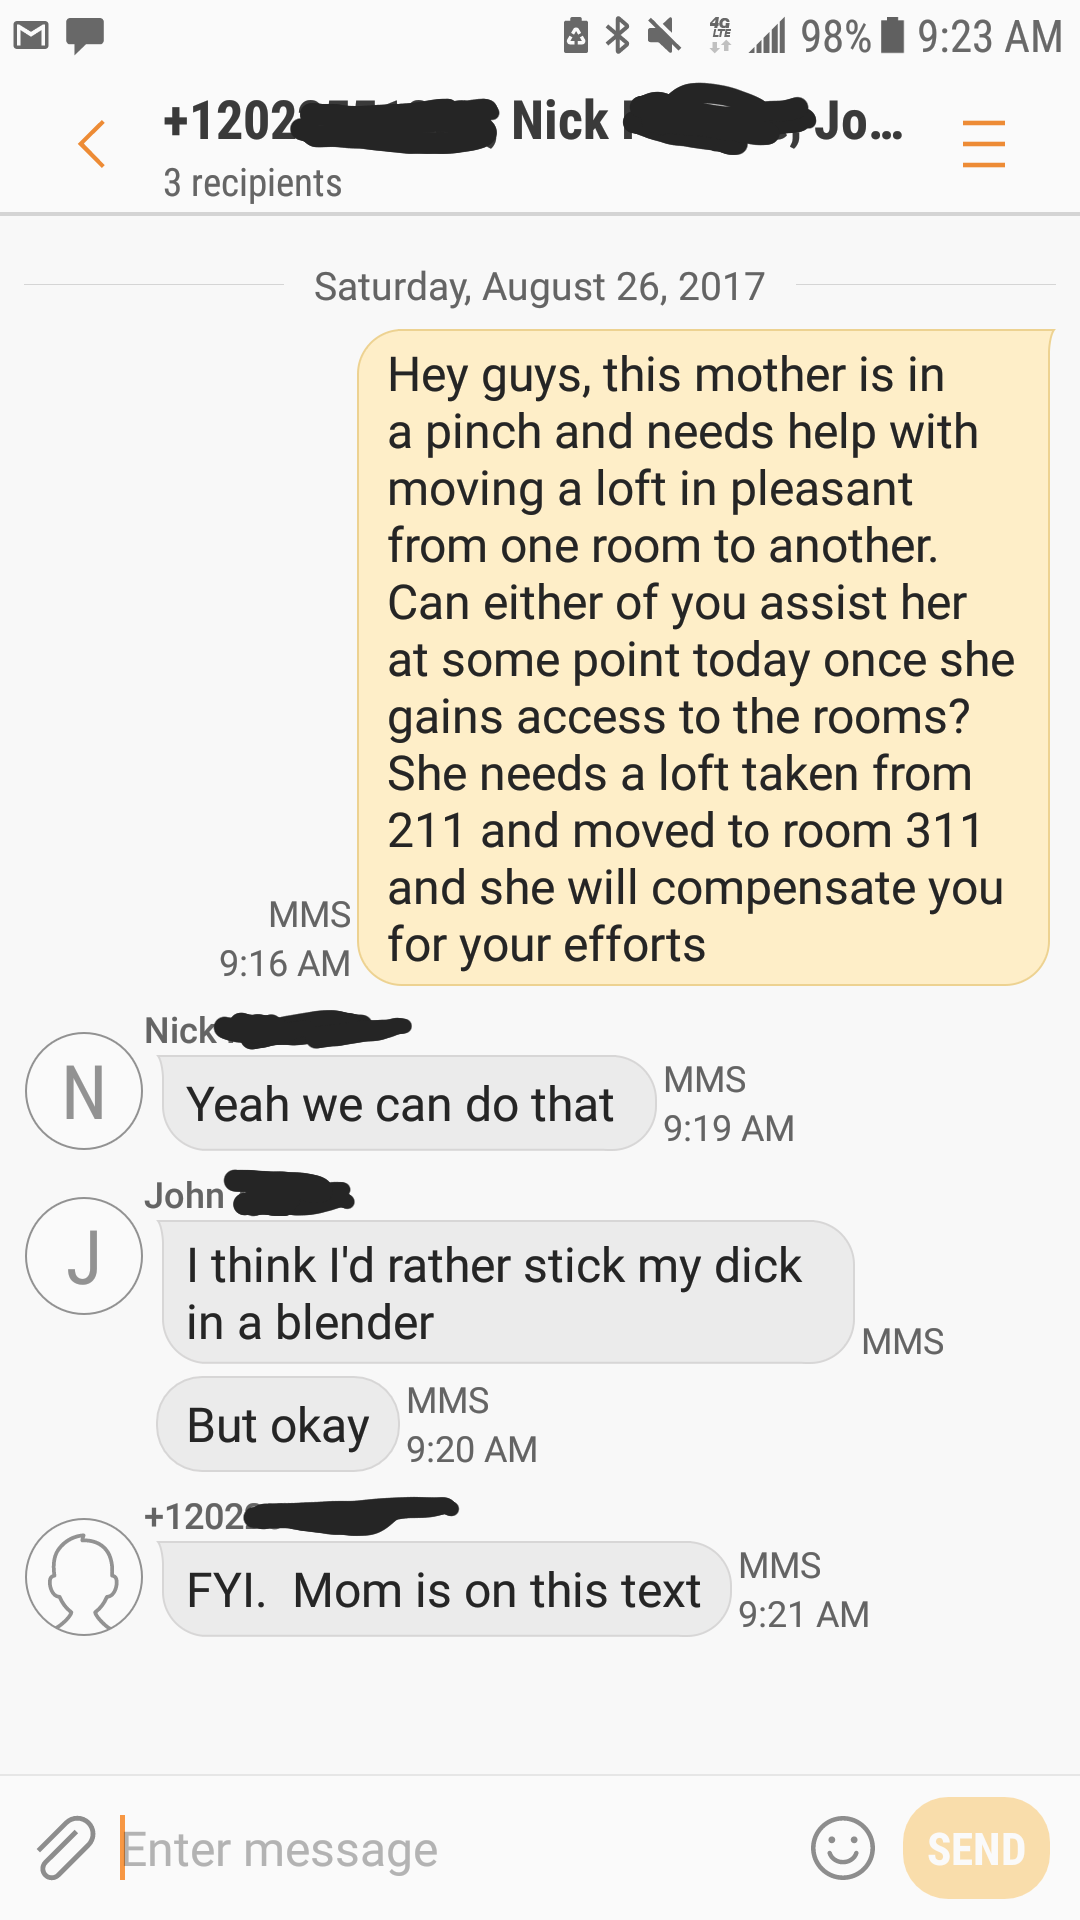 4G
LTE
98%
9:23 AM
+1202
Nick
Jo...
3 recipients
Saturday, August 26, 2017
Hey guys, this mother is in
a pinch and needs help with
moving a loft in pleasant
from one room to another.
Can either of you assist her
at some point today once she
gains access to the rooms?
She needs a loft taken from
211 and moved to room 311
and she will compensate you
for your efforts
MMS
9:16 AM
Nick
N
Yeah we can do that
MMS
9:19 AM
John
J
I think I'd rather stick my dick
in a blender
MMS
But okay
MMS
9:20 AM
+1202
FYI.  Mom is on this text
MMS
9:21 AM
Enter message
SEND